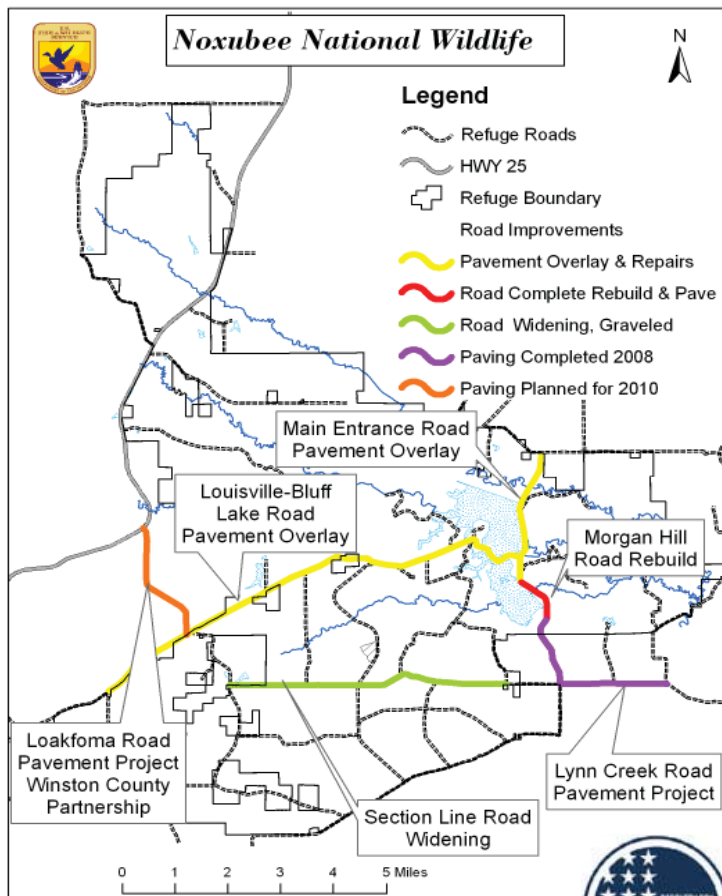 U.S.
FISH & WILDLIFE
SERVICE
Noxubee National Wildlife
N
Legend
Refuge Roads
HWY 25
Refuge Boundary
Road Improvements
Pavement Overlay & Repairs
Road Complete Rebuild & Pave
Road Widening, Graveled
Paving Completed 2008
Paving Planned for 2010
Main Entrance Road
Pavement Overlay
Louisville-Bluff
Lake Road
Pavement Overlay
Morgan Hill
Road Rebuild
Loakfoma Road
Pavement Project
Winston County
Partnership
Section Line Road
Widening
Lynn Creek Road
Pavement Project
0 1 2 3 4 5 Miles